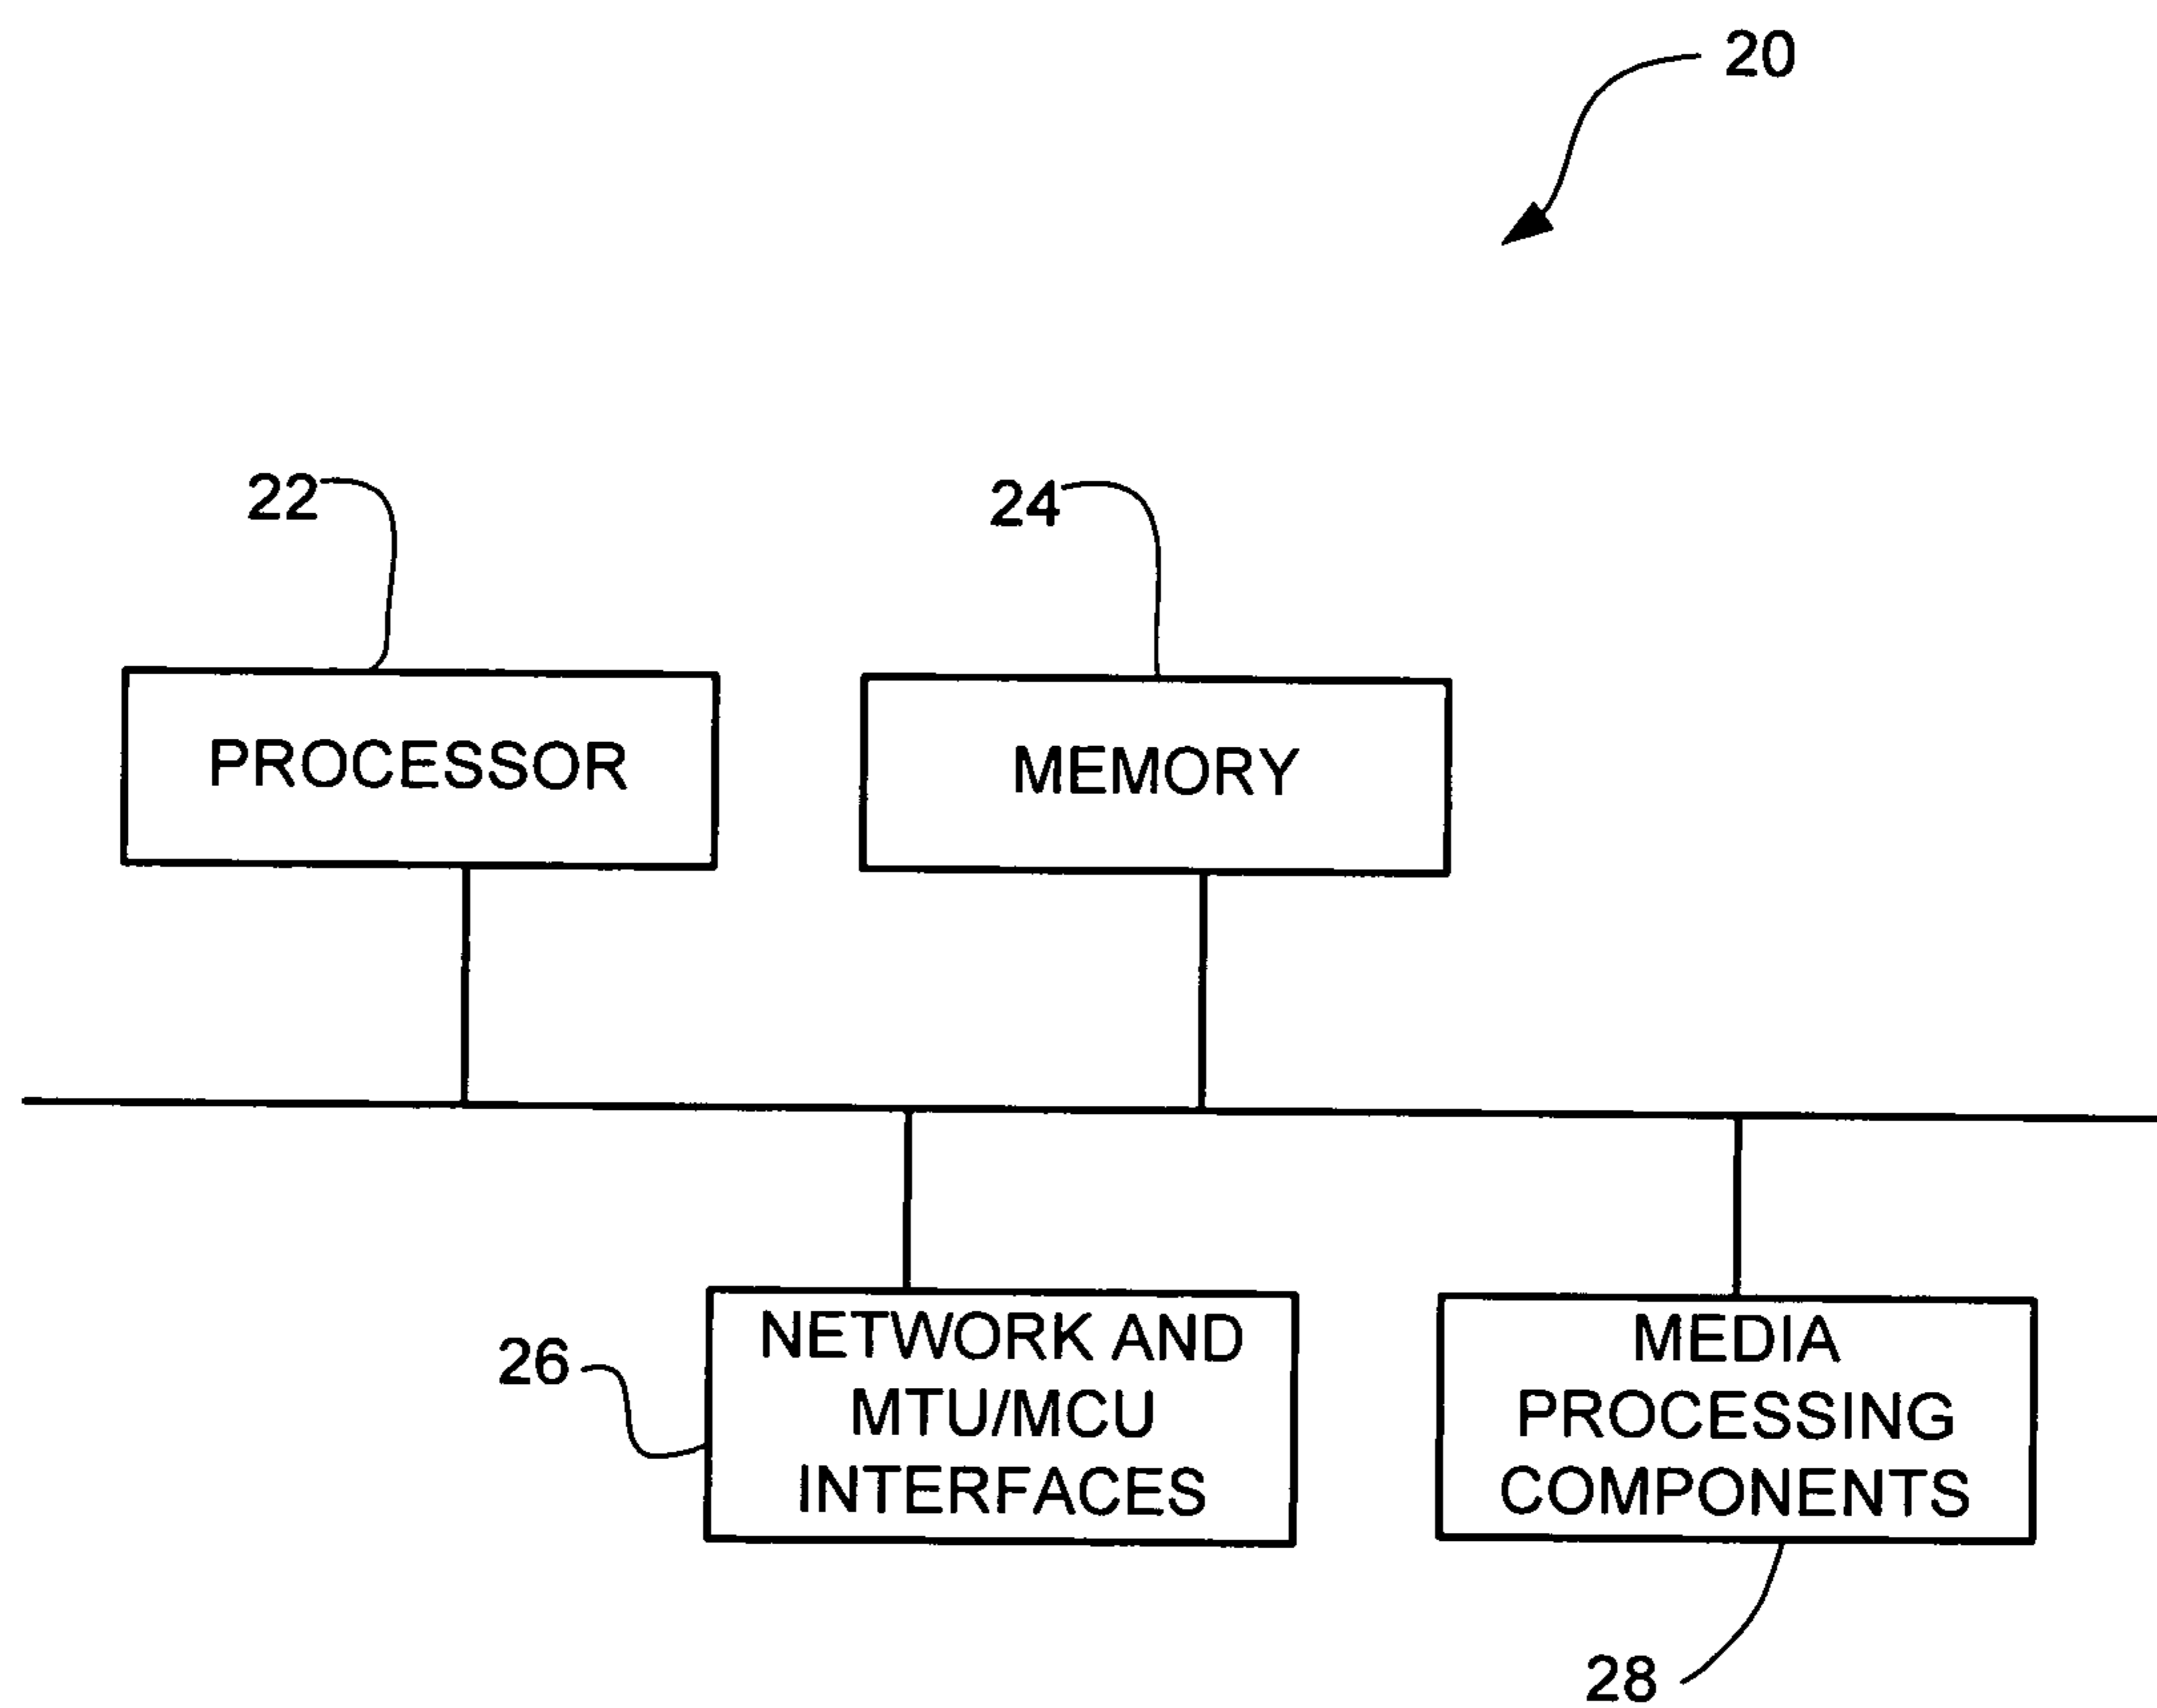 20
22
24
PROCESSOR
MEMORY
26
NETWORK AND
MTU/MCU
INTERFACES
MEDIA
PROCESSING
COMPONENTS
28